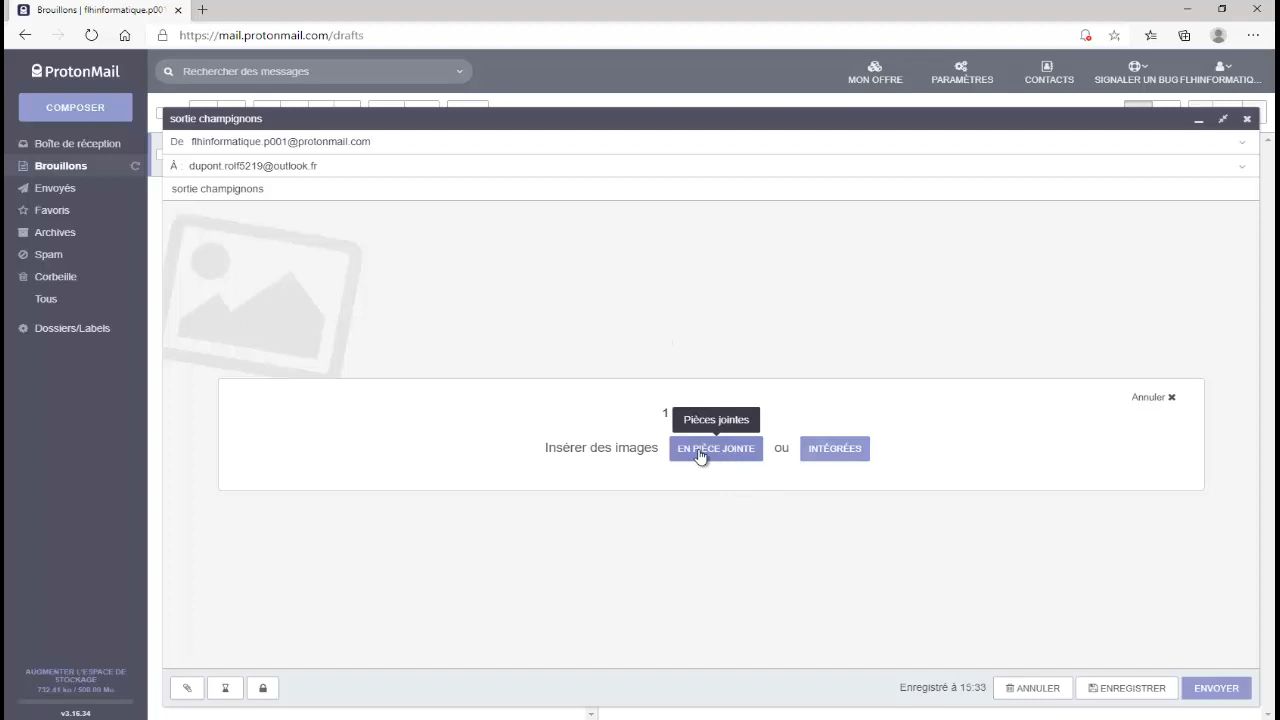 Brouillons | flhinformatique.p001
https://mail.protonmail.com/drafts
ProtonMail
Rechercher des messages
MON OFFRE
PARAMÈTRES
CONTACTS
SIGNALER UN BUG
FLHINFORMATIQ...
COMPOSER
Boîte de réception
Brouillons
Envoyés
Favoris
Archives
Spam
Corbeille
Tous
Dossiers/Labels
sortie champignons
De flhinformatique.p001@protonmail.com
À : dupont.rolf5219@outlook.fr
sortie champignons
Annuler
1
Pièces jointes
Insérer des images EN PIÈCE JOINTE ou INTÉGRÉES
AUGMENTER L'ESPACE DE
STOCKAGE
v3.16.34
Enregistré à 15:33
ANNULER
ENREGISTRER
ENVOYER